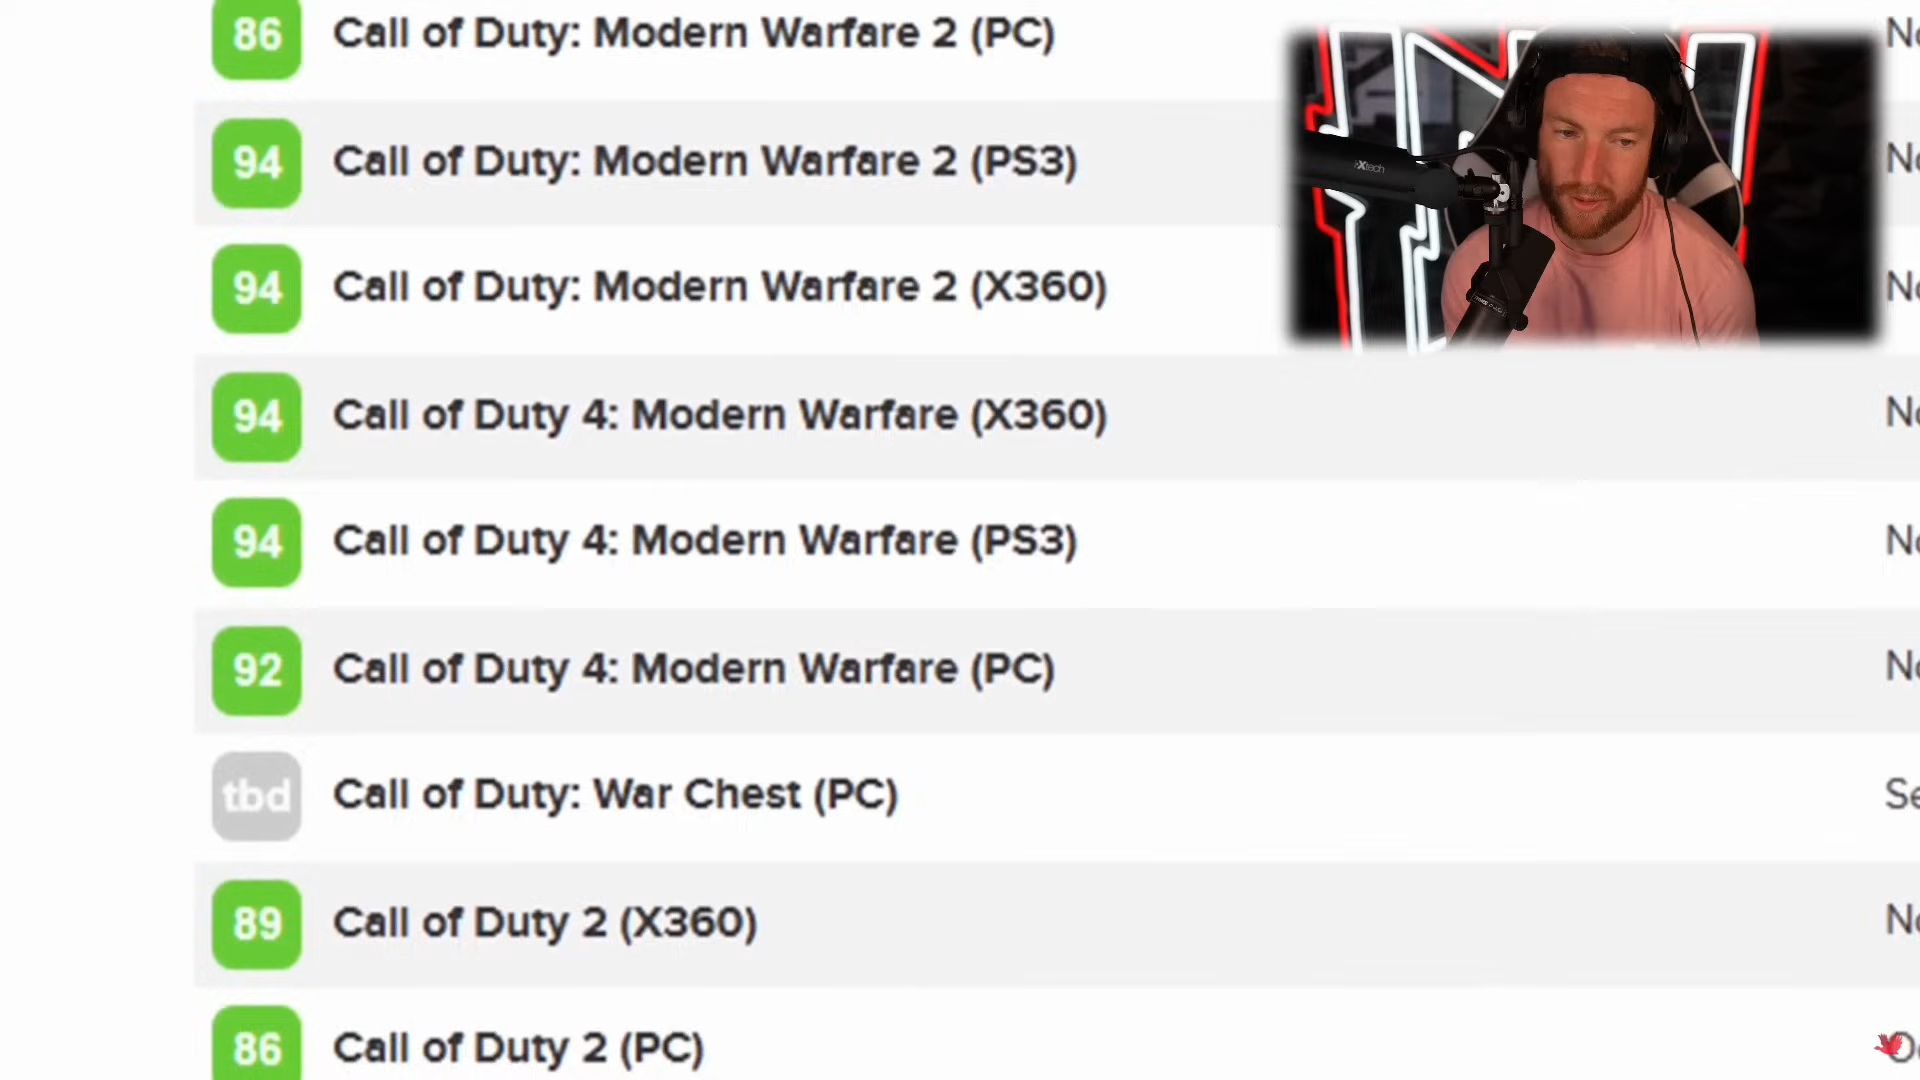 86 Call of Duty: Modern Warfare 2 (PC)
94 Call of Duty: Modern Warfare 2 (PS3)
94 Call of Duty: Modern Warfare 2 (X360)
94 Call of Duty 4: Modern Warfare (X360)
94 Call of Duty 4: Modern Warfare (PS3)
92 Call of Duty 4: Modern Warfare (PC)
tbd Call of Duty: War Chest (PC)
89 Call of Duty 2 (X360)
86 Call of Duty 2 (PC)